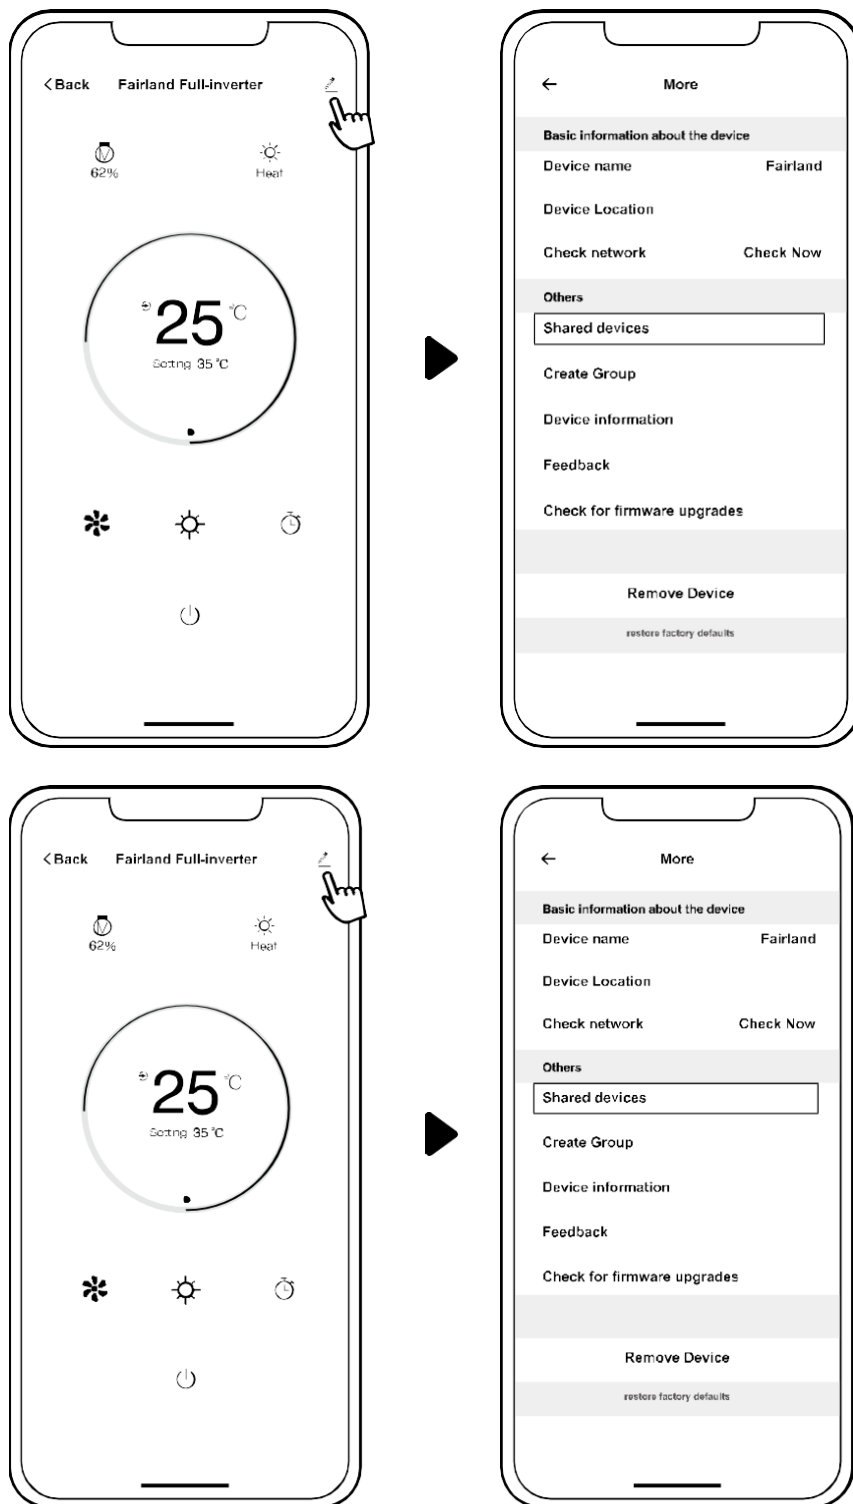 Back Fairland Full-inverter
62% Heat
25 °C
Setting 35 °C
More
Basic information about the device
Device name Fairland
Device Location
Check network Check Now
Others
Shared devices
Create Group
Device information
Feedback
Check for firmware upgrades
Remove Device
restore factory defaults
Back Fairland Full-inverter
62% Heat
25 °C
Setting 35 °C
More
Basic information about the device
Device name Fairland
Device Location
Check network Check Now
Others
Shared devices
Create Group
Device information
Feedback
Check for firmware upgrades
Remove Device
restore factory defaults